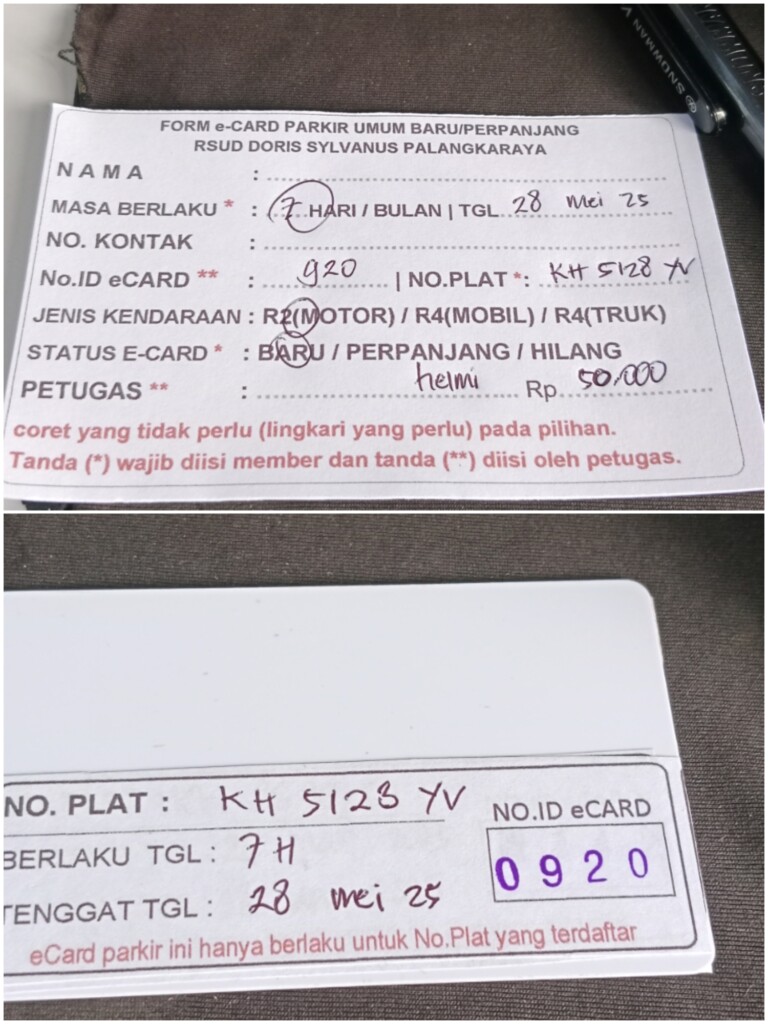 SNOWMAN V
FORM e-CARD PARKIR UMUM BARU/PERPANJANG
RSUD DORIS SYLVANUS PALANGKARAYA
NAMA : ........................
MASA BERLAKU * : (7 HARI / BULAN | TGL 28 Mei 25
NO. KONTAK : ........................
No.ID eCARD ** : 920 | NO.PLAT *: KH 5128 YV
JENIS KENDARAAN : R2(MOTOR) / R4(MOBIL) / R4(TRUK)
STATUS E-CARD * : BARU / PERPANJANG / HILANG
PETUGAS ** : helmi Rp 50.000
coret yang tidak perlu (lingkari yang perlu) pada pilihan.
Tanda (*) wajib diisi member dan tanda (**) diisi oleh petugas.
NO. PLAT : KH 5128 YV
NO.ID eCARD
BERLAKU TGL : 7 H
0920
TENGGAT TGL : 28 mei 25
eCard parkir ini hanya berlaku untuk No.Plat yang terdaftar